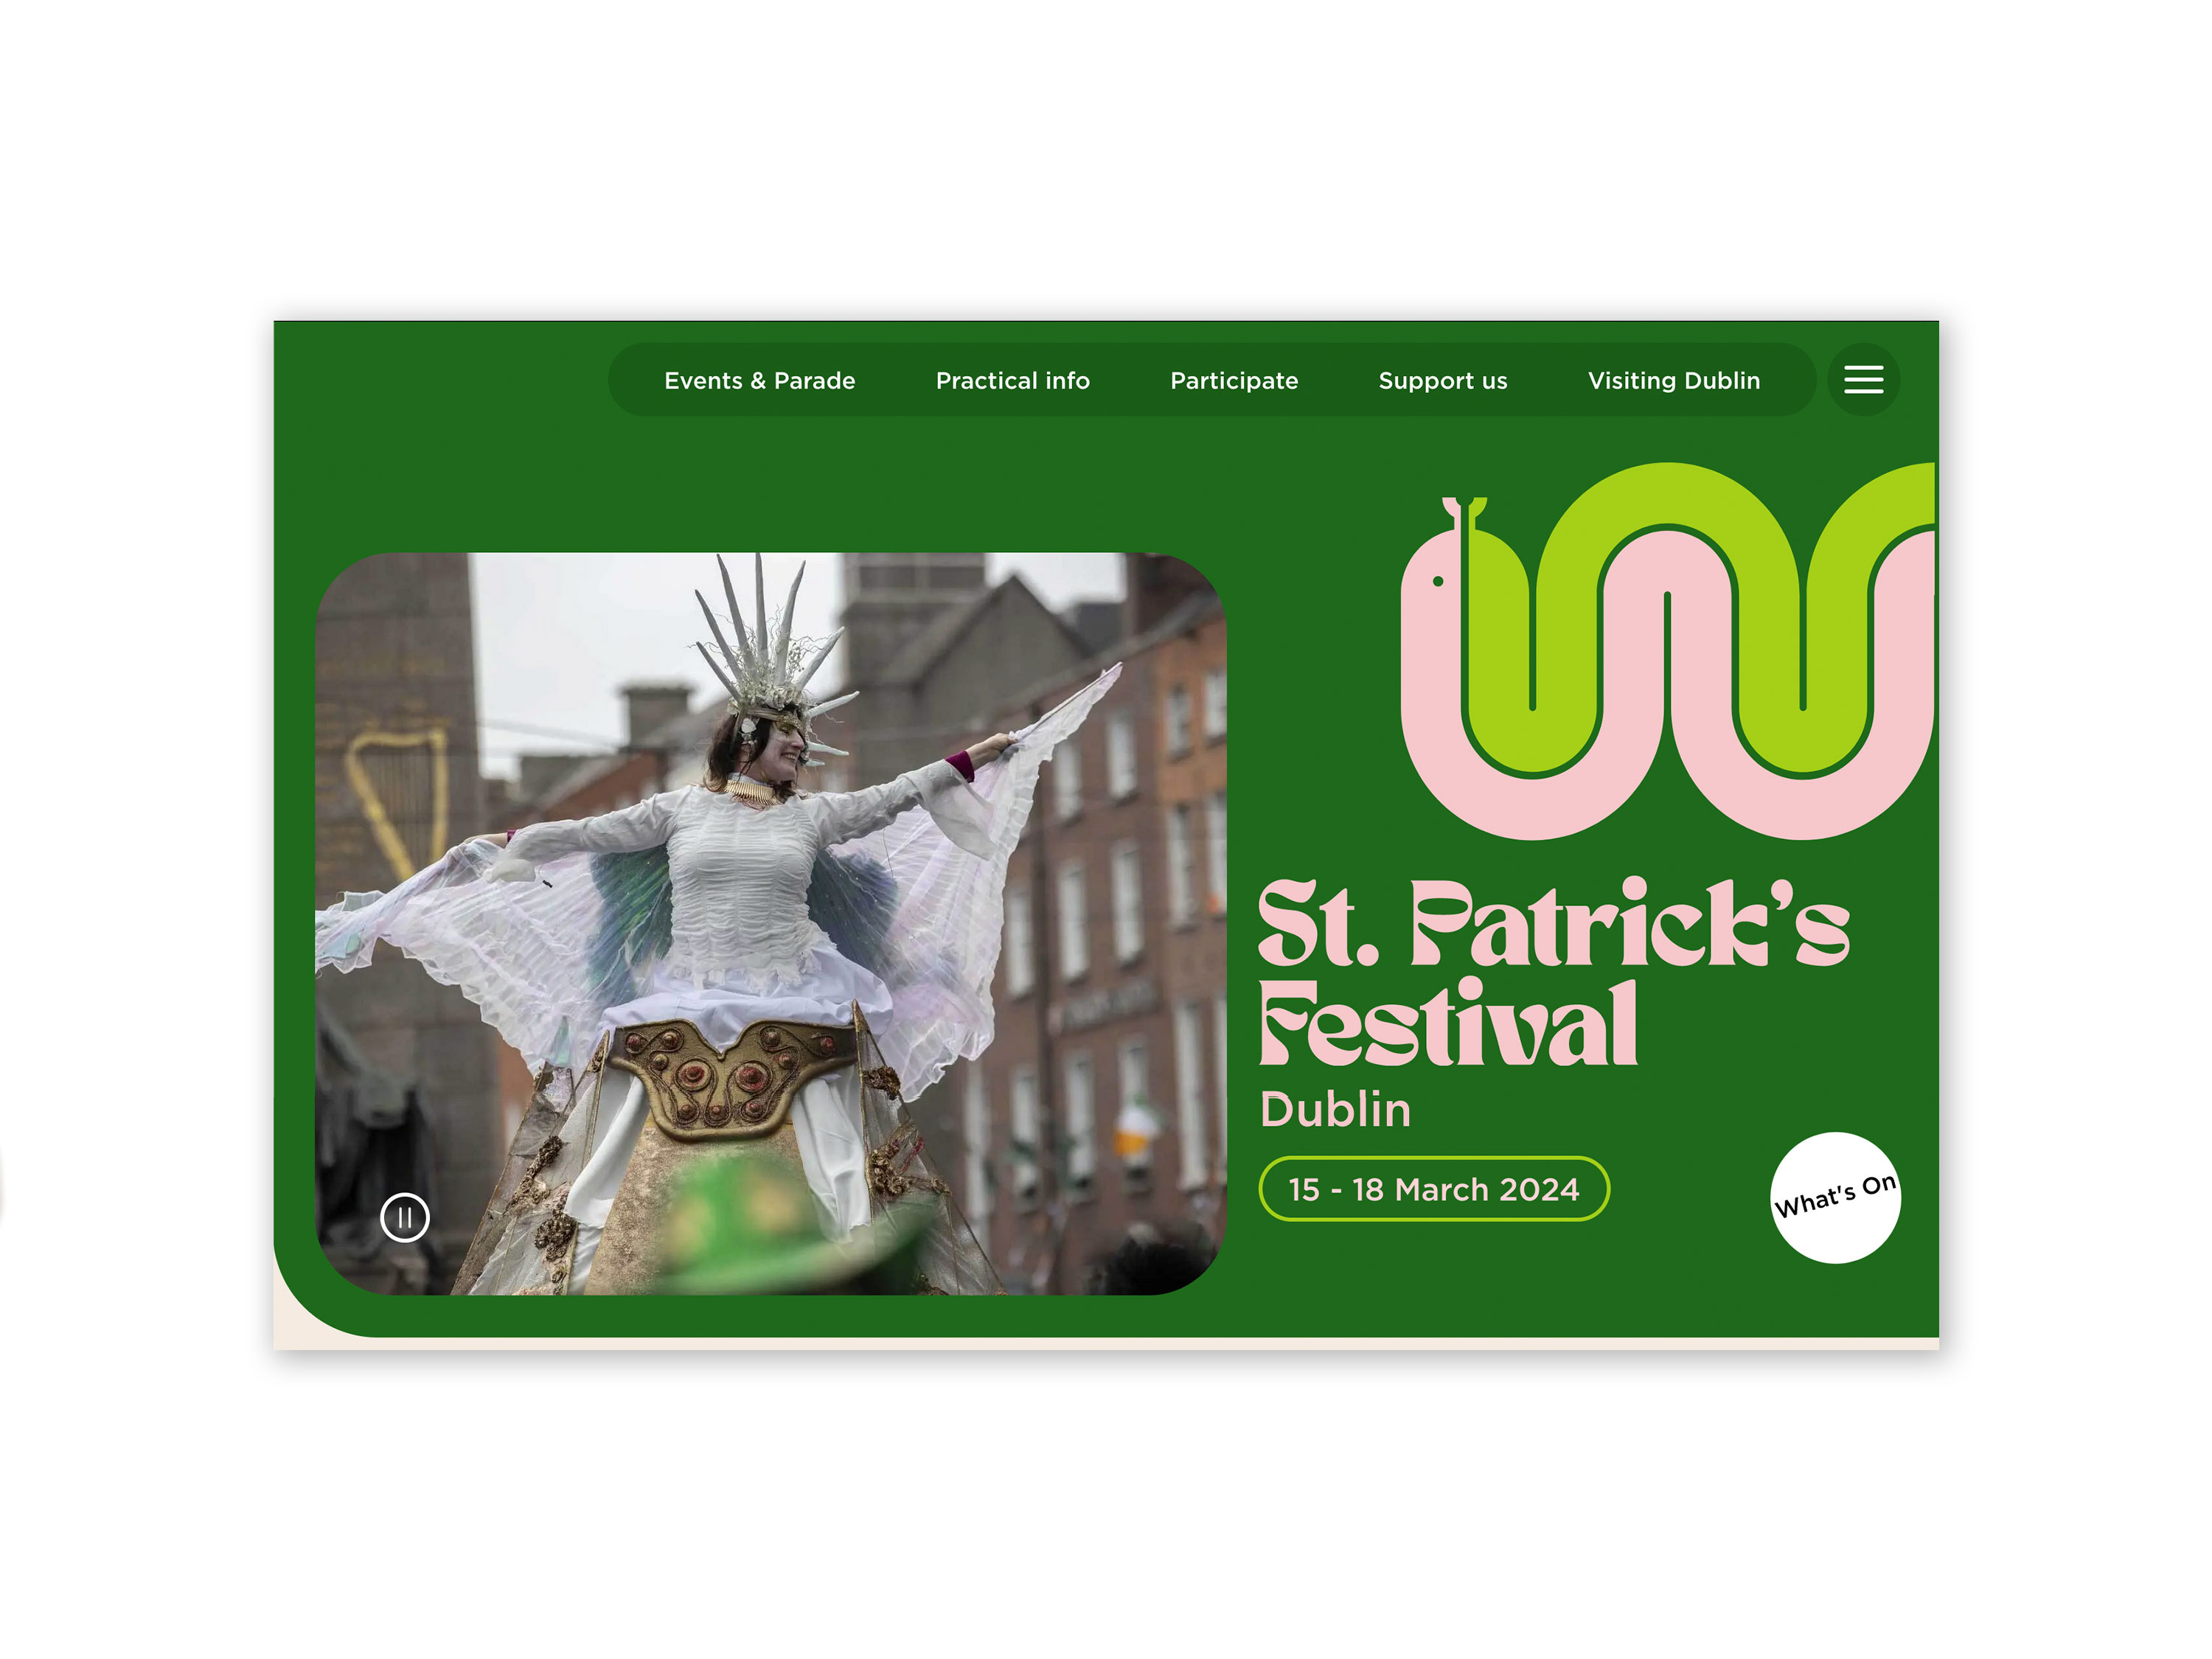 Events & Parade
Practical info
Participate
Support us
Visiting Dublin
St. Patrick’s
Festival
Dublin
15 - 18 March 2024
What's On